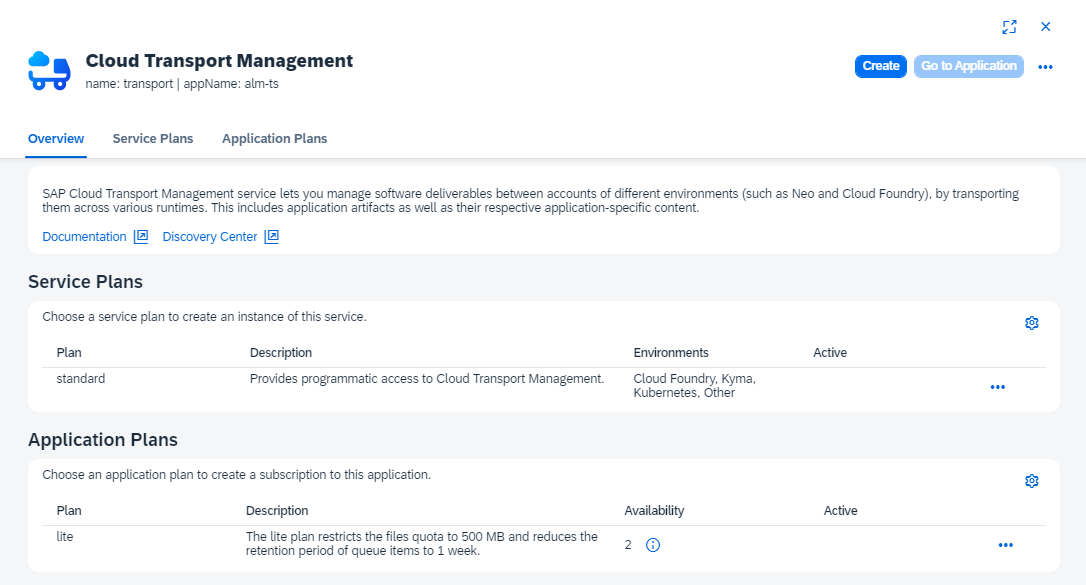 Cloud Transport Management
name: transport | appName: alm-ts
Create
Go to Application
Overview
Service Plans
Application Plans
SAP Cloud Transport Management service lets you manage software deliverables between accounts of different environments (such as Neo and Cloud Foundry), by transporting
them across various runtimes. This includes application artifacts as well as their respective application-specific content.
Documentation
Discovery Center
Service Plans
Choose a service plan to create an instance of this service.
Plan
Description
Environments
Active
standard
Provides programmatic access to Cloud Transport Management.
Cloud Foundry, Kyma,
Kubernetes, Other
Application Plans
Choose an application plan to create a subscription to this application.
Plan
Description
Availability
Active
lite
The lite plan restricts the files quota to 500 MB and reduces the
retention period of queue items to 1 week.
2